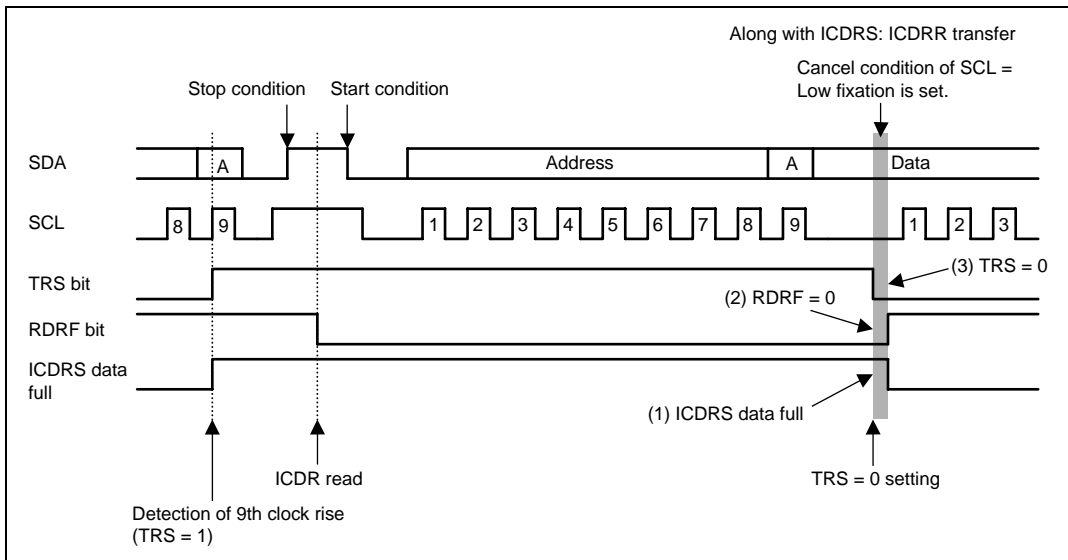 Along with ICDRS: ICDRR transfer
Cancel condition of SCL =
Low fixation is set.
Stop condition
Start condition
SDA
A
Address
A
Data
SCL
8
9
1
2
3
4
5
6
7
8
9
1
2
3
TRS bit
(3) TRS = 0
(2) RDRF = 0
RDRF bit
ICDRS data
full
(1) ICDRS data full
ICDR read
TRS = 0 setting
Detection of 9th clock rise
(TRS = 1)